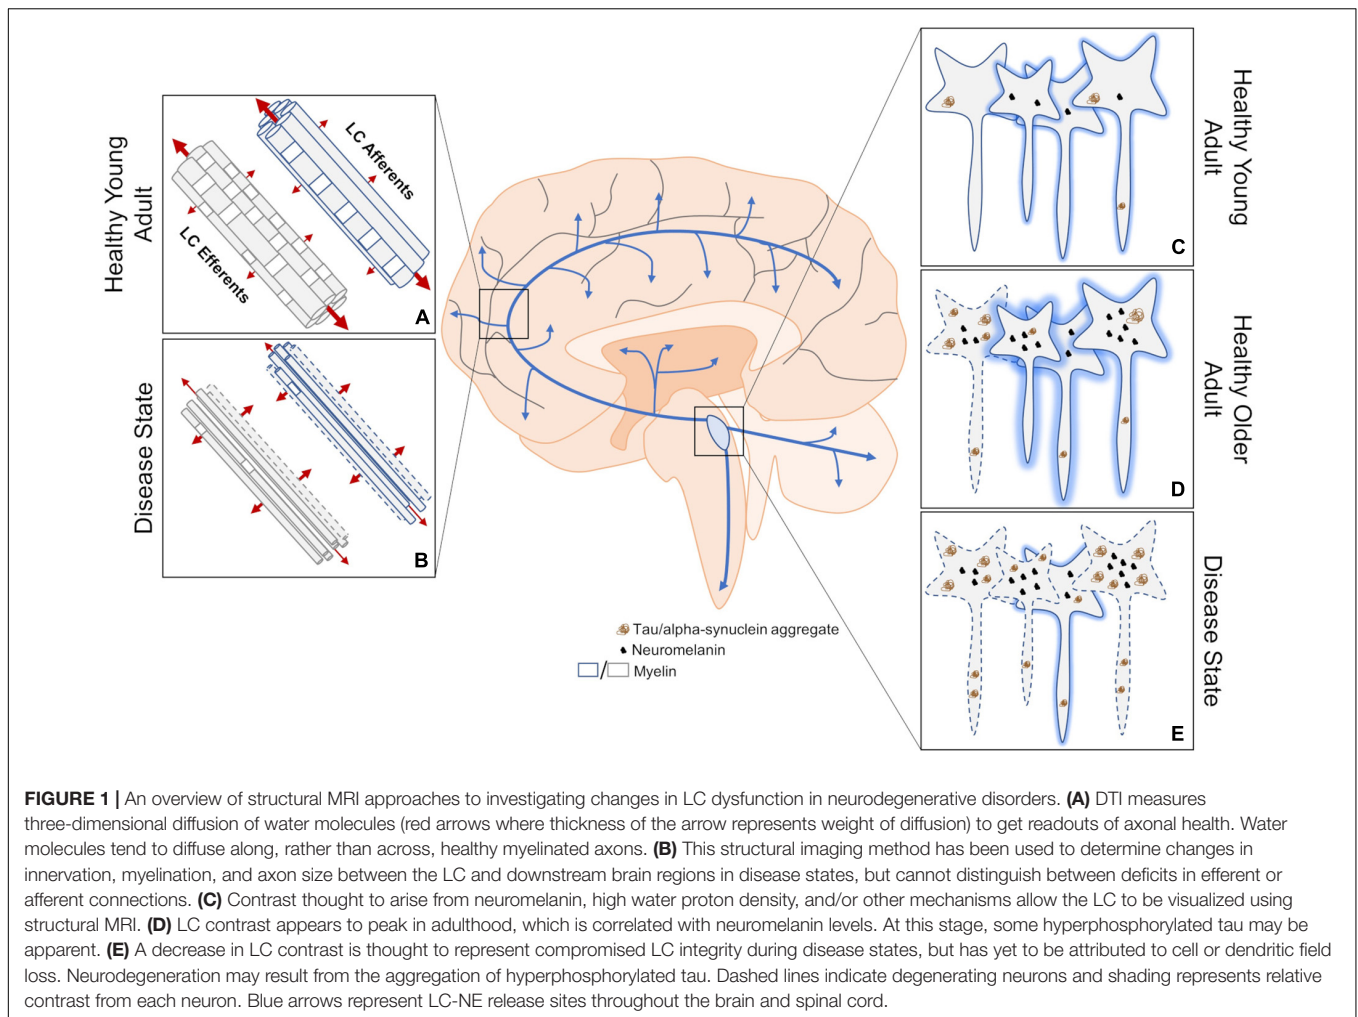 Healthy Young
Adult
LC Afferents
LC Efferents
A
Disease State
B
Healthy Young
Adult
C
Healthy Older
Adult
D
Disease State
E
Tau/alpha-synuclein aggregate
Neuromelanin
/ Myelin
FIGURE 1 | An overview of structural MRI approaches to investigating changes in LC dysfunction in neurodegenerative disorders. (A) DTI measures
three-dimensional diffusion of water molecules (red arrows where thickness of the arrow represents weight of diffusion) to get readouts of axonal health. Water
molecules tend to diffuse along, rather than across, healthy myelinated axons. (B) This structural imaging method has been used to determine changes in
innervation, myelination, and axon size between the LC and downstream brain regions in disease states, but cannot distinguish between deficits in efferent or
afferent connections. (C) Contrast thought to arise from neuromelanin, high water proton density, and/or other mechanisms allow the LC to be visualized using
structural MRI. (D) LC contrast appears to peak in adulthood, which is correlated with neuromelanin levels. At this stage, some hyperphosphorylated tau may be
apparent. (E) A decrease in LC contrast is thought to represent compromised LC integrity during disease states, but has yet to be attributed to cell or dendritic field
loss. Neurodegeneration may result from the aggregation of hyperphosphorylated tau. Dashed lines indicate degenerating neurons and shading represents relative
contrast from each neuron. Blue arrows represent LC-NE release sites throughout the brain and spinal cord.